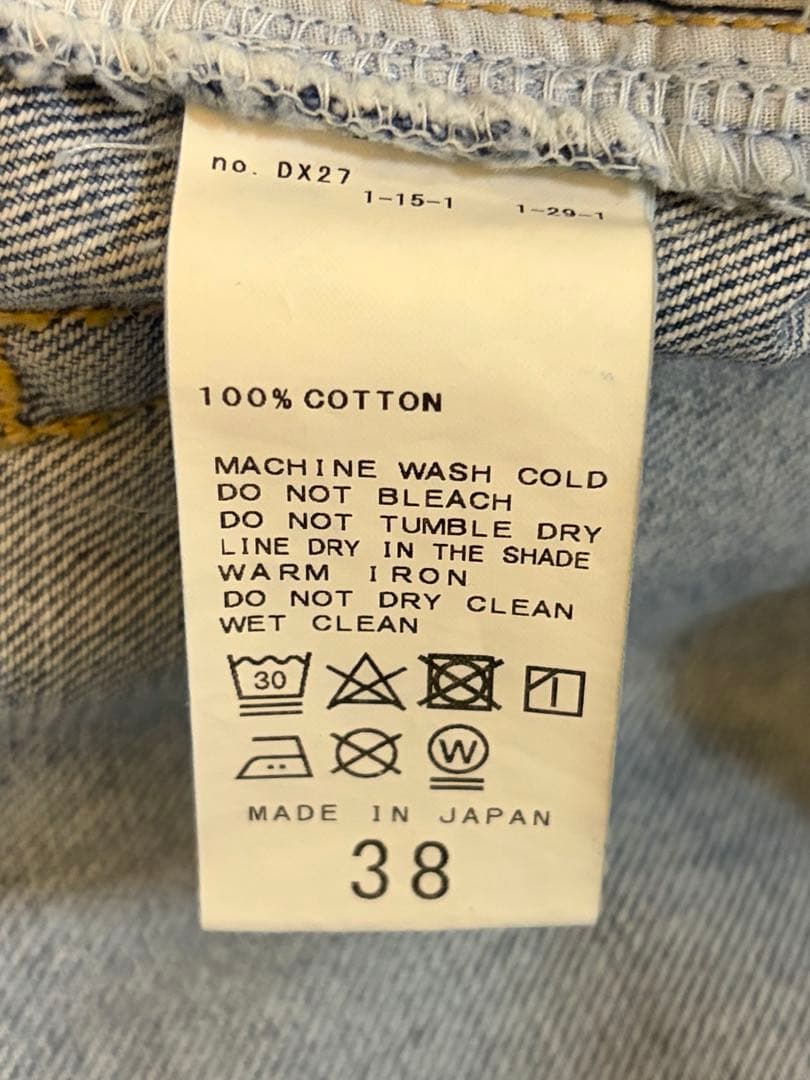 no. DX27
1-15-1 1-29-1
100% COTTON
MACHINE WASH COLD
DO NOT BLEACH
DO NOT TUMBLE DRY
LINE DRY IN THE SHADE
WARM IRON
DO NOT DRY CLEAN
WET CLEAN
30
W
MADE IN JAPAN
38